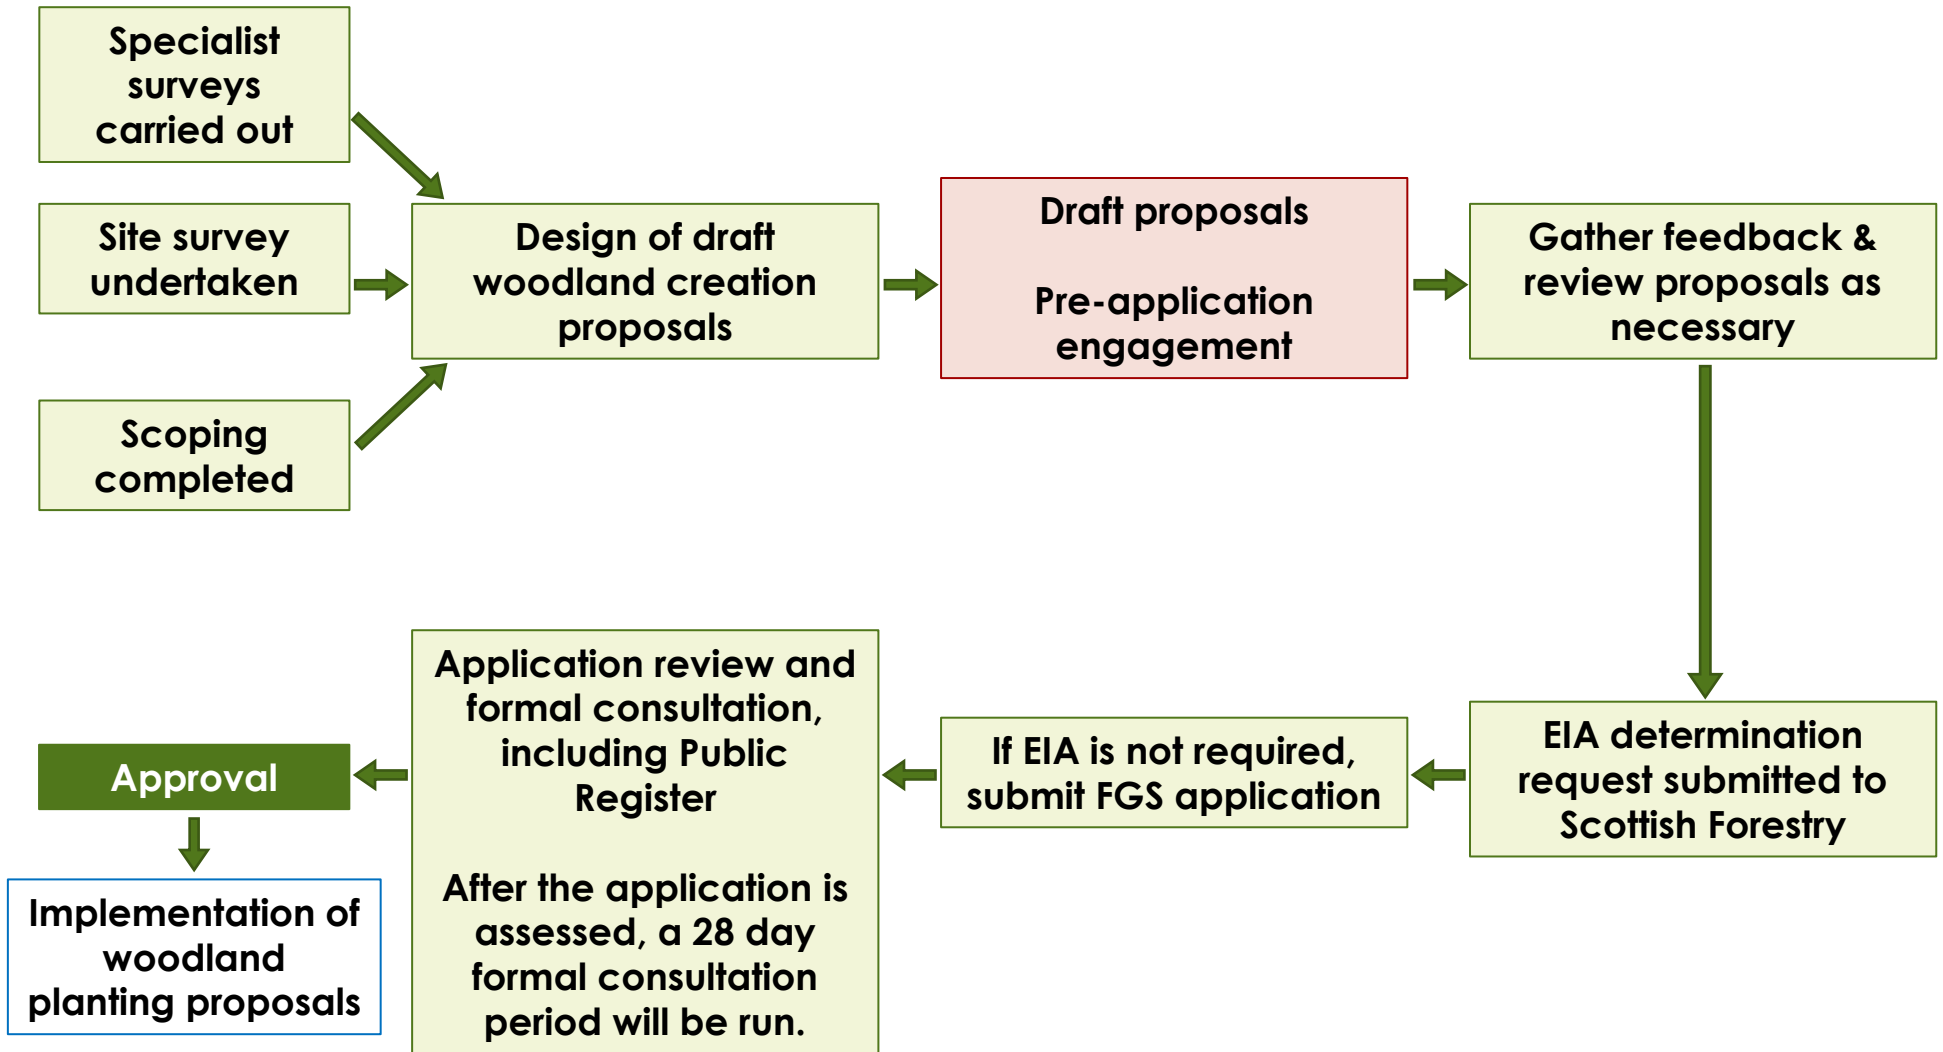 Specialist
surveys
carried out
Site survey
undertaken
Scoping
completed
Design of draft
woodland creation
proposals
Draft proposals
Pre-application
engagement
Gather feedback &
review proposals as
necessary
EIA determination
request submitted to
Scottish Forestry
If EIA is not required,
submit FGS application
Application review and
formal consultation,
including Public
Register
After the application is
assessed, a 28 day
formal consultation
period will be run.
Approval
Implementation of
woodland
planting proposals